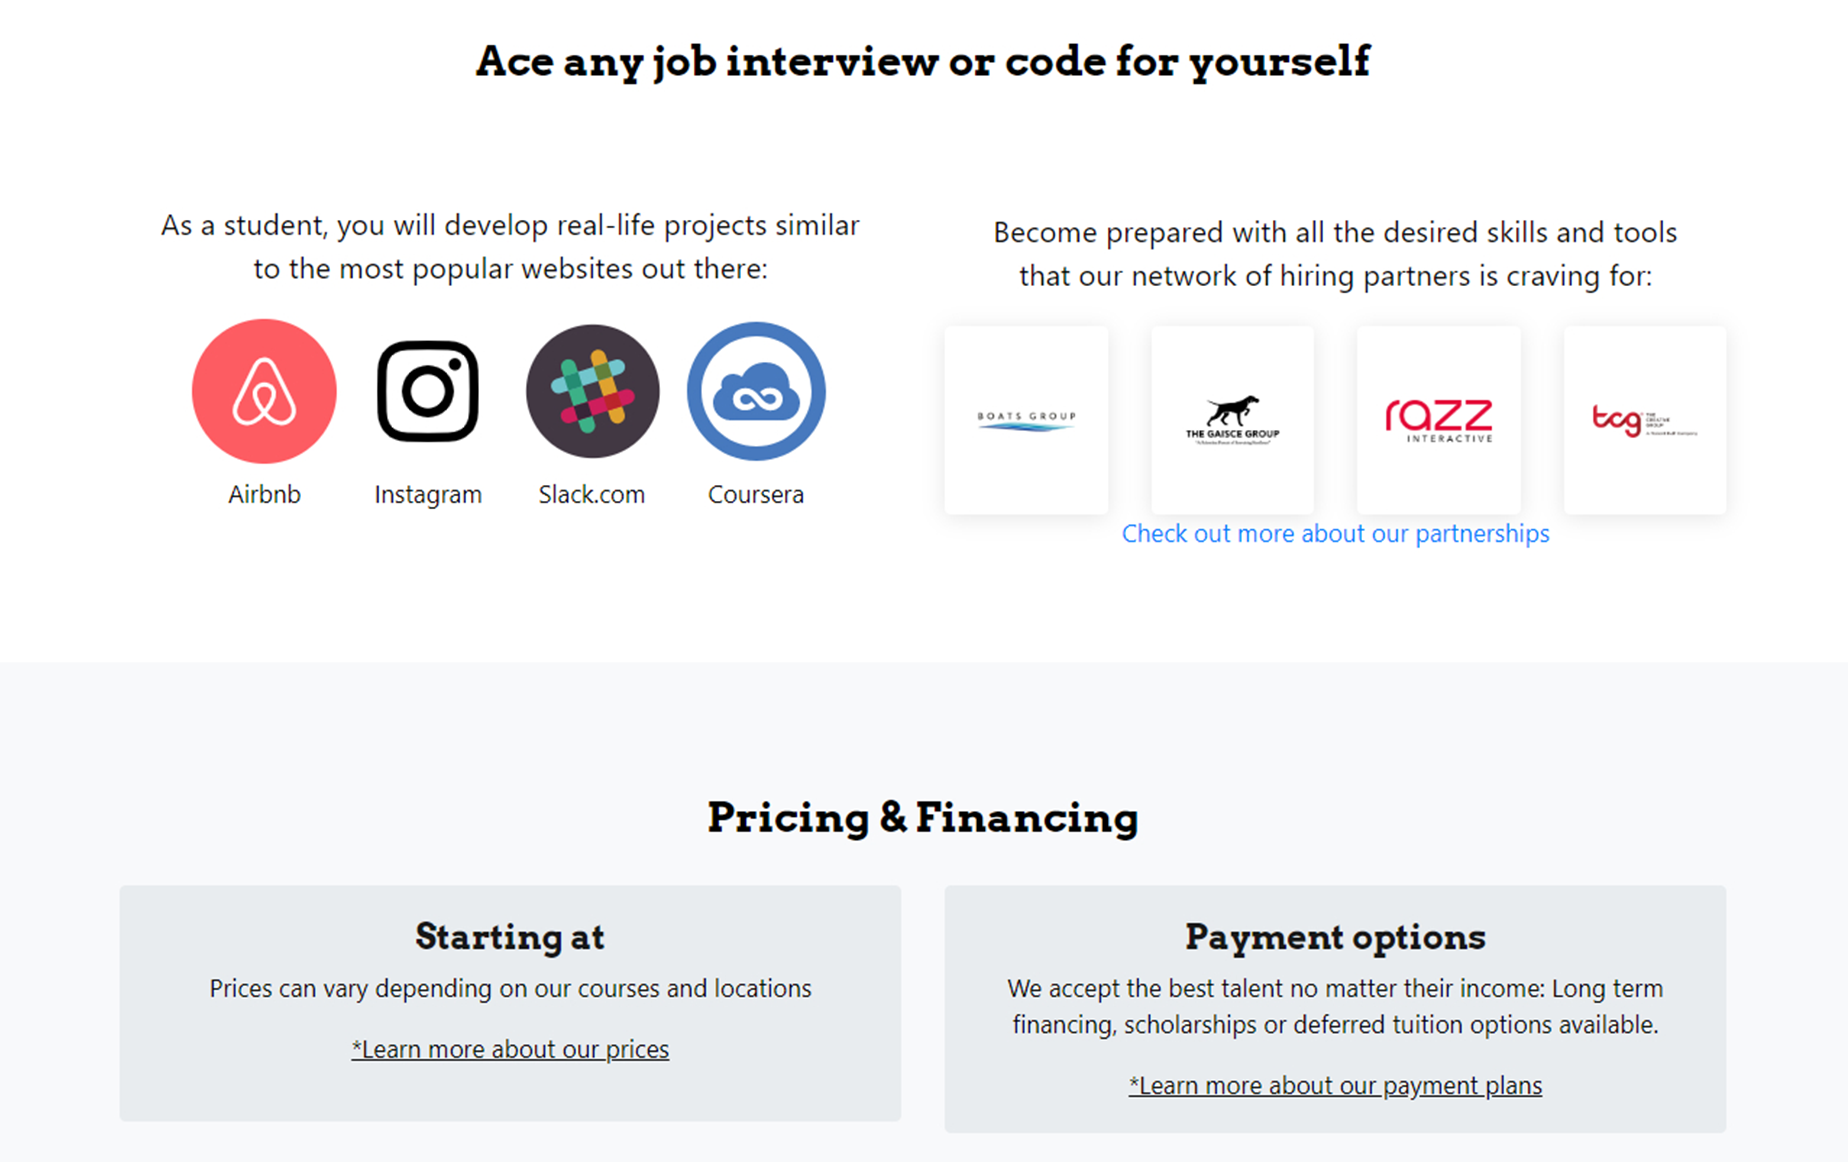 Ace any job interview or code for yourself
As a student, you will develop real-life projects similar
to the most popular websites out there:
Airbnb
Instagram
Slack.com
Coursera
Become prepared with all the desired skills and tools
that our network of hiring partners is craving for:
BOATS GROUP
THE GAISCE GROUP
razz
INTERACTIVE
tcg
THE
CREATIVE
GROUP
Check out more about our partnerships
Pricing & Financing
Starting at
Prices can vary depending on our courses and locations
*Learn more about our prices
Payment options
We accept the best talent no matter their income: Long term
financing, scholarships or deferred tuition options available.
*Learn more about our payment plans